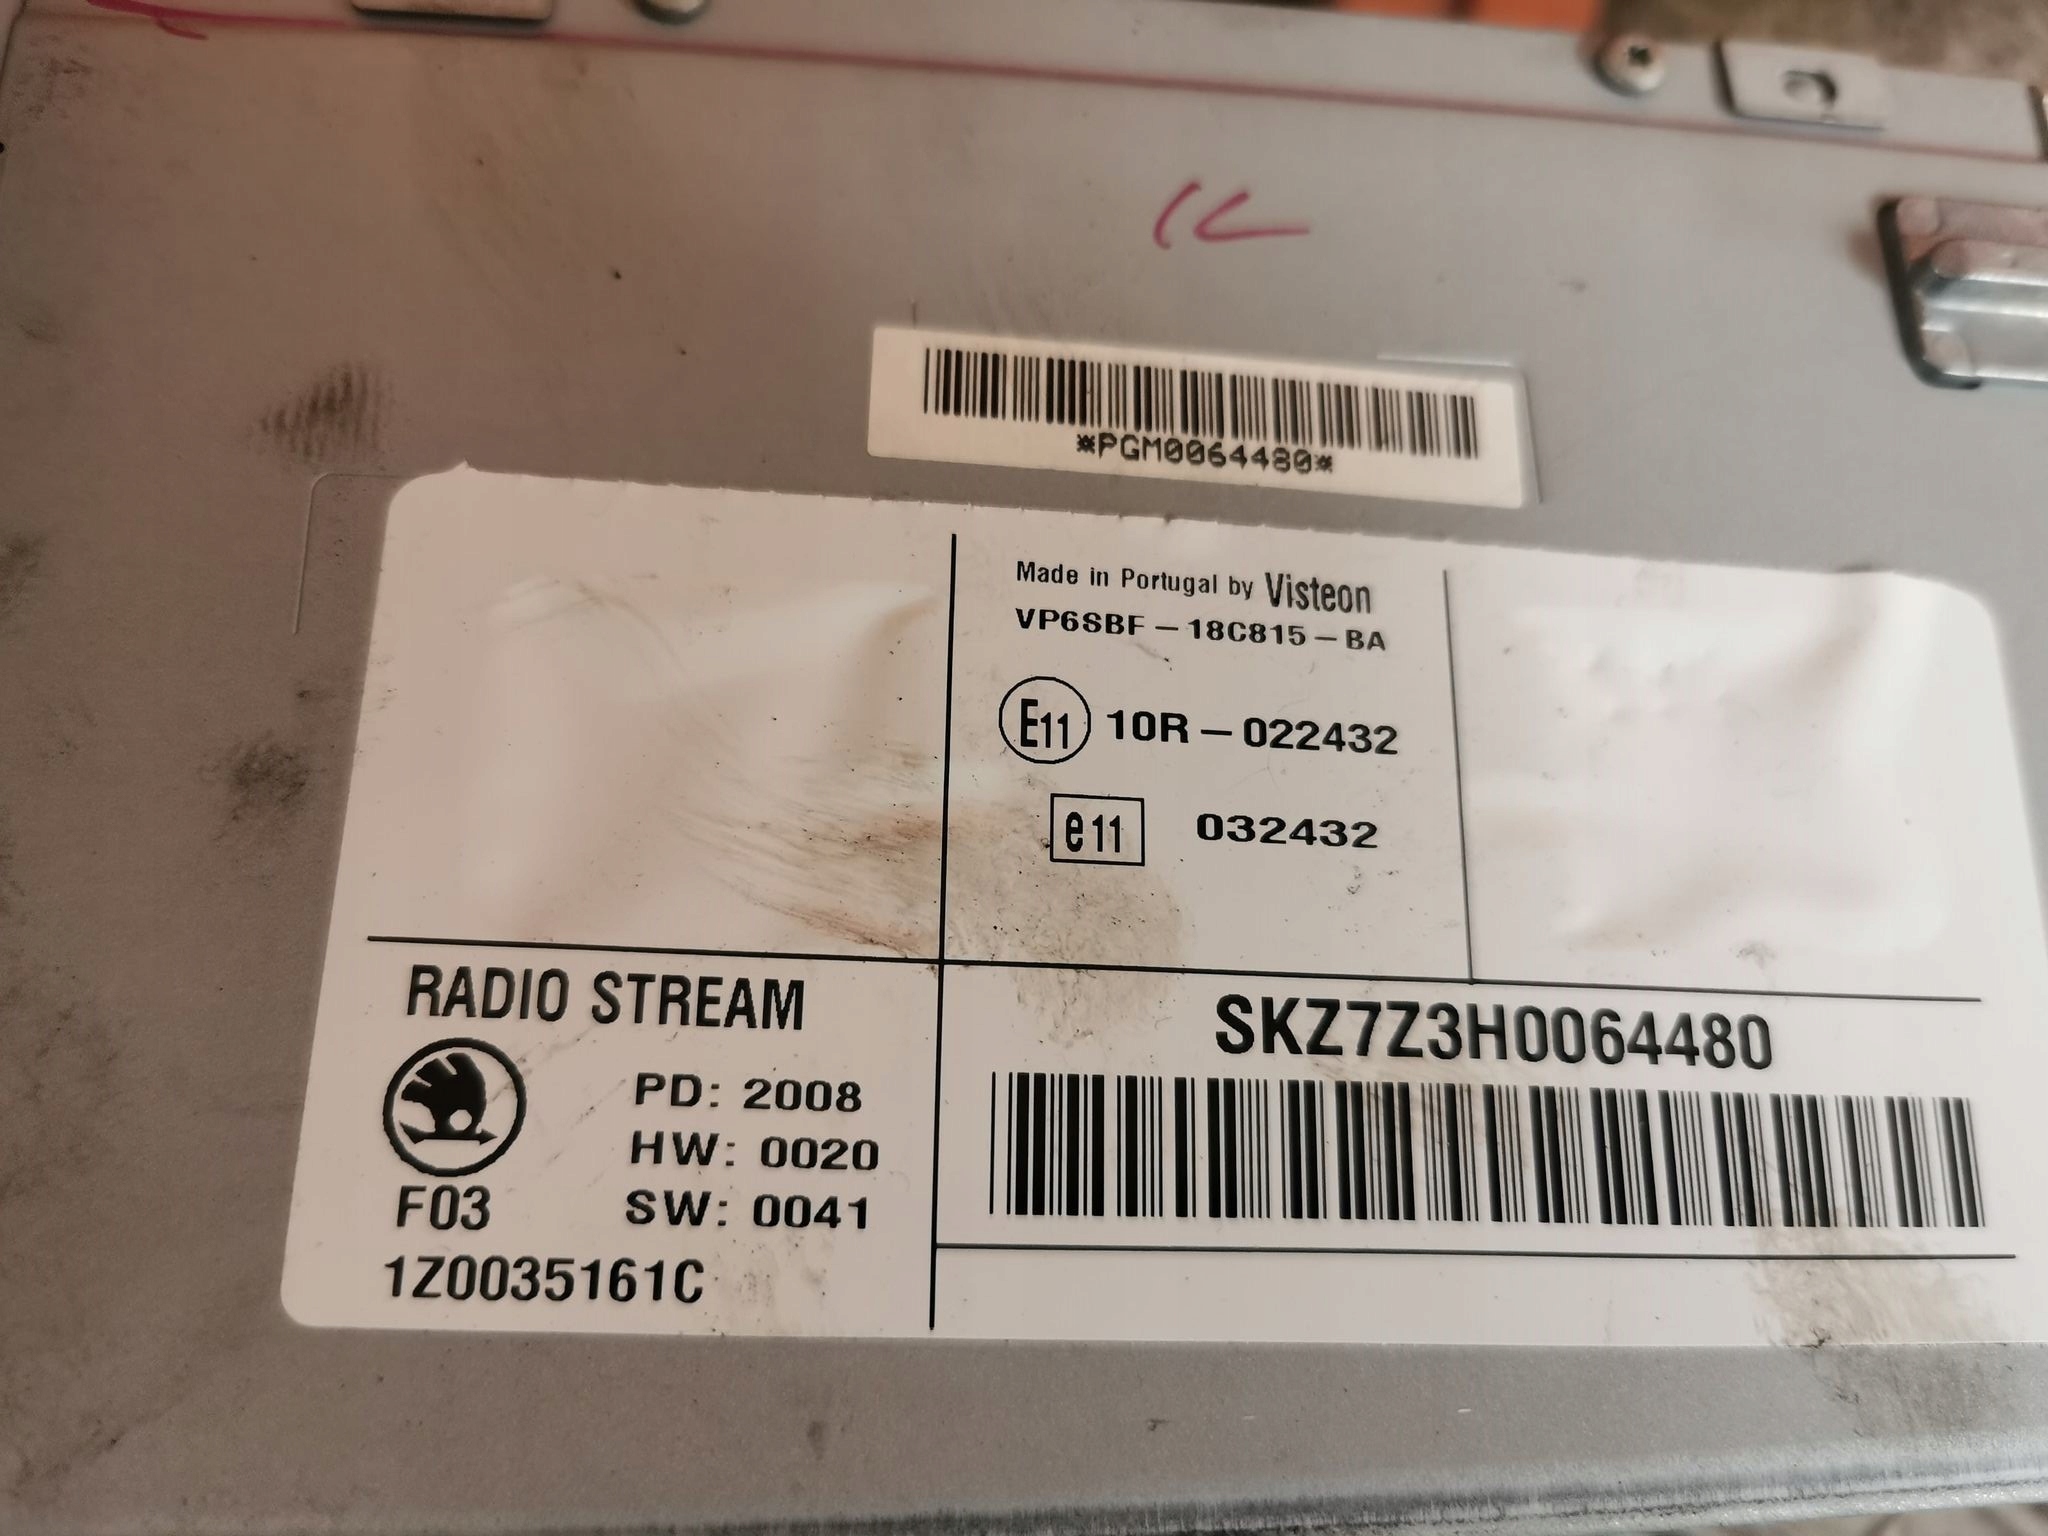 *PGM0064480*
Made in Portugal by Visteon
VP6SBF - 18C815 - BA
E11 10R - 022432
e11 032432
RADIO STREAM
PD: 2008
HW: 0020
F03 SW: 0041
1Z0035161C
SKZ7Z3H0064480